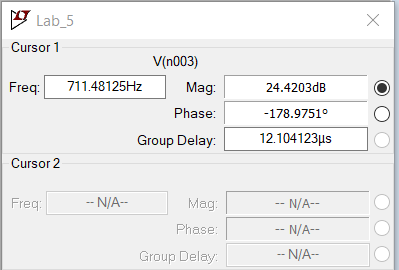 Lab_5
Cursor 1
V(n003)
Freq: 711.48125Hz Mag: 24.4203dB
Phase: -178.9751°
Group Delay: 12.104123µs
Cursor 2
Freq: -- N/A-- Mag: -- N/A--
Phase: -- N/A--
Group Delay: -- N/A--